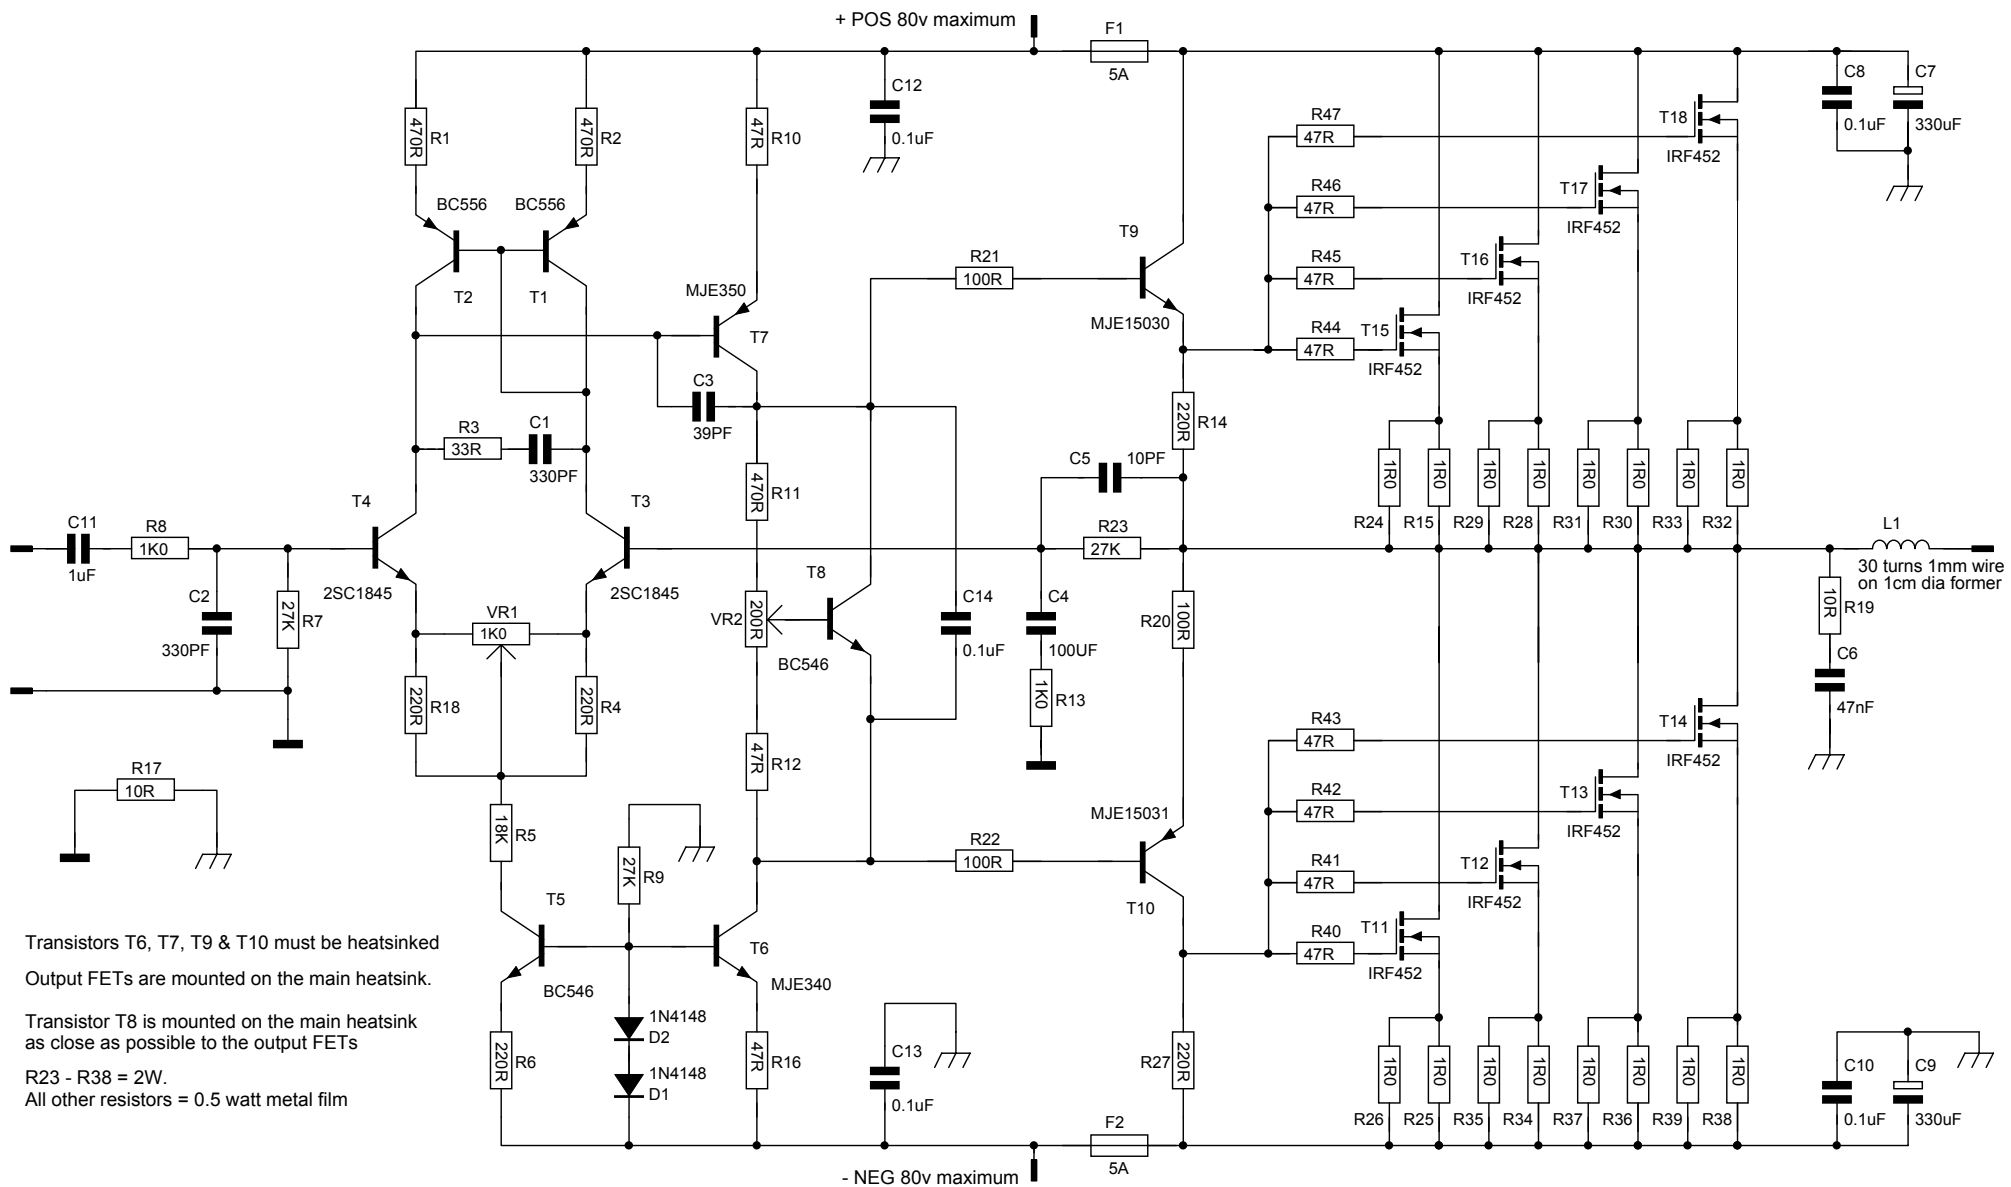 + POS 80v maximum
F1
5A
C12
0.1uF
C8
0.1uF
C7
330uF
470R
R1
470R
R2
47R
R10
R47
47R
T18
IRF452
R46
47R
T17
IRF452
R45
47R
T16
IRF452
R44
47R
T15
IRF452
BC556
BC556
T2
T1
MJE350
T7
T9
R21
100R
MJE15030
C3
39PF
220R
R14
R3
33R
C1
330PF
C5
10PF
470R
R11
1R0
1R0
1R0
1R0
1R0
1R0
1R0
1R0
R24
R15
R29
R28
R31
R30
R33
R32
T4
T3
C11
1uF
R8
1K0
R23
27K
L1
30 turns 1mm wire
on 1cm dia former
2SC1845
2SC1845
C2
330PF
27K
R7
VR1
1K0
VR2
200R
T8
BC546
C14
0.1uF
C4
100UF
R20
100R
10R
R19
220R
R18
220R
R4
1K0
R13
C6
47nF
47R
R12
R17
10R
18K
R5
27K
R9
R22
100R
MJE15031
T10
R43
47R
T14
IRF452
R42
47R
T13
IRF452
R41
47R
T12
IRF452
R40
47R
T11
IRF452
T5
BC546
T6
MJE340
Transistors T6, T7, T9 & T10 must be heatsinked
Output FETs are mounted on the main heatsink.
Transistor T8 is mounted on the main heatsink
as close as possible to the output FETs
R23 - R38 = 2W.
All other resistors = 0.5 watt metal film
220R
R6
1N4148
D2
1N4148
D1
47R
R16
C13
0.1uF
R27
220R
1R0
1R0
1R0
1R0
1R0
1R0
1R0
1R0
R26
R25
R35
R34
R37
R36
R39
R38
C10
0.1uF
C9
330uF
F2
5A
- NEG 80v maximum